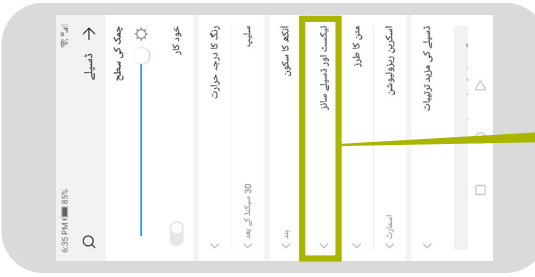 6:35 PM 85%
ڈسپلے
چمک کی سطح
خود کار
رنگ کا درجہ حرارت
سلیپ
30 سیکنڈ کے بعد
آنکھ کا سکون
بند
ٹیکسٹ اور ڈسپلے سائز
متن کا طرز
اسکرین ریزولیوشن
اسمارٹ
ڈسپلے کی مزید ترتیبات